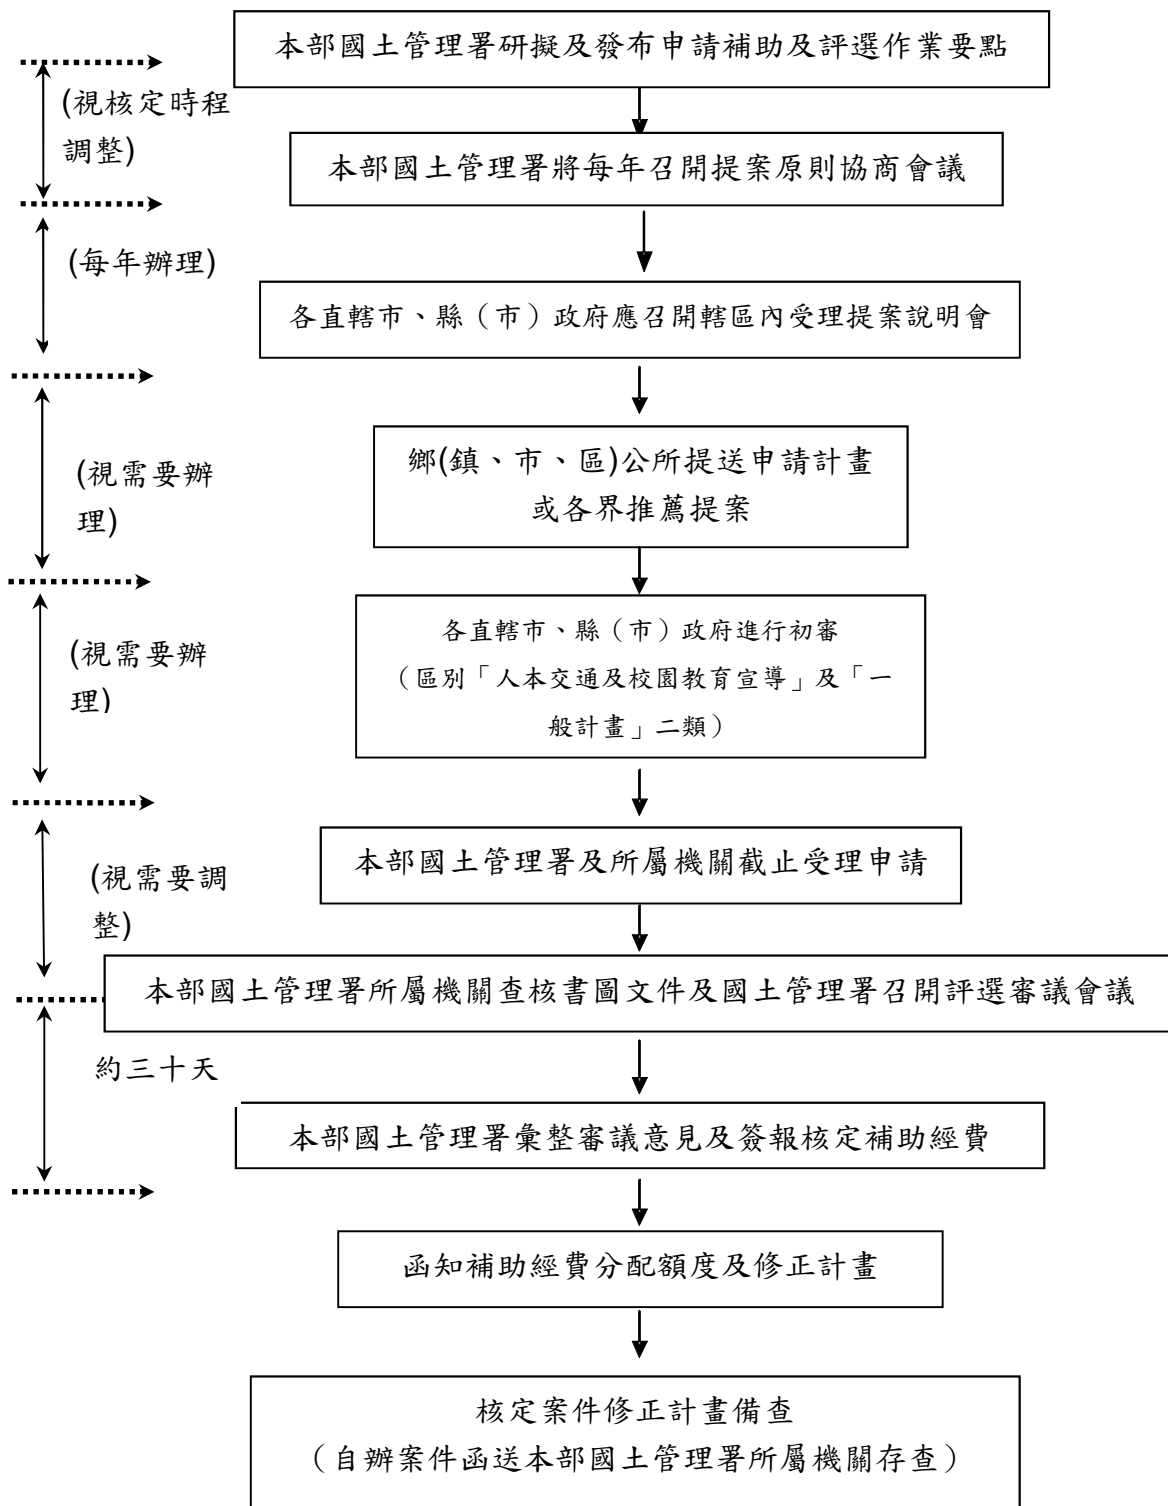 本部國土管理署研擬及發布申請補助及評選作業要點
(視核定時程
調整)
本部國土管理署將每年召開提案原則協商會議
(每年辦理)
各直轄市、縣（市）政府應召開轄區內受理提案說明會
鄉(鎮、市、區)公所提送申請計畫
或各界推薦提案
(視需要辦
理)
各直轄市、縣（市）政府進行初審
（區別「人本交通及校園教育宣導」及「一
般計畫」二類）
(視需要辦
理)
本部國土管理署及所屬機關截止受理申請
(視需要調
整)
本部國土管理署所屬機關查核書圖文件及國土管理署召開評選審議會議
約三十天
本部國土管理署彙整審議意見及簽報核定補助經費
函知補助經費分配額度及修正計畫
核定案件修正計畫備查
（自辦案件函送本部國土管理署所屬機關存查）